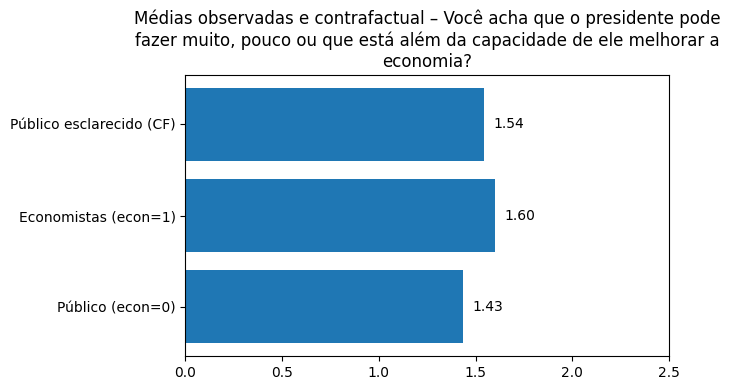 Médias observadas e contrafactual – Você acha que o presidente pode
fazer muito, pouco ou que está além da capacidade de ele melhorar a
economia?
Público esclarecido (CF)
1.54
Economistas (econ=1)
1.60
Público (econ=0)
1.43
0.0
0.5
1.0
1.5
2.0
2.5